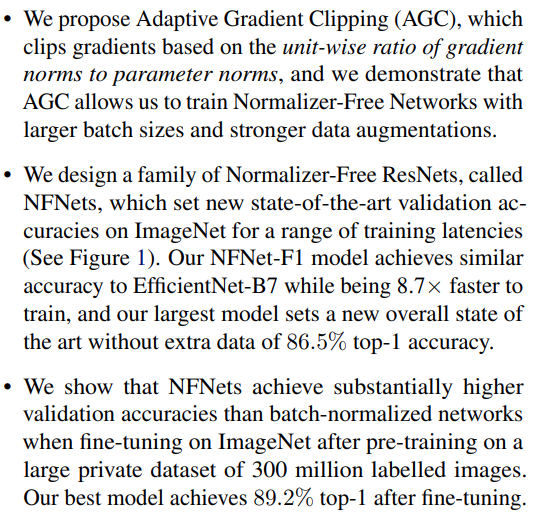 • We propose Adaptive Gradient Clipping (AGC), which
clips gradients based on the unit-wise ratio of gradient
norms to parameter norms, and we demonstrate that
AGC allows us to train Normalizer-Free Networks with
larger batch sizes and stronger data augmentations.
• We design a family of Normalizer-Free ResNets, called
NFNets, which set new state-of-the-art validation ac-
curacies on ImageNet for a range of training latencies
(See Figure 1). Our NFNet-F1 model achieves similar
accuracy to EfficientNet-B7 while being 8.7× faster to
train, and our largest model sets a new overall state of
the art without extra data of 86.5% top-1 accuracy.
• We show that NFNets achieve substantially higher
validation accuracies than batch-normalized networks
when fine-tuning on ImageNet after pre-training on a
large private dataset of 300 million labelled images.
Our best model achieves 89.2% top-1 after fine-tuning.